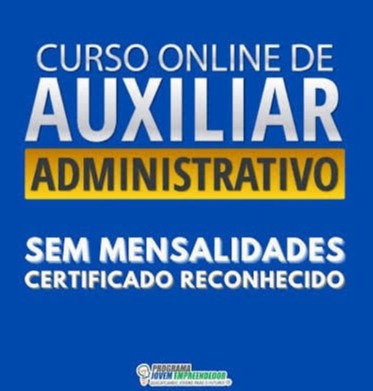 CURSO ONLINE DE
AUXILIAR
ADMINISTRATIVO
SEM MENSALIDADES
CERTIFICADO RECONHECIDO
PROGRAMA
JOVEM EMPREENDEDOR